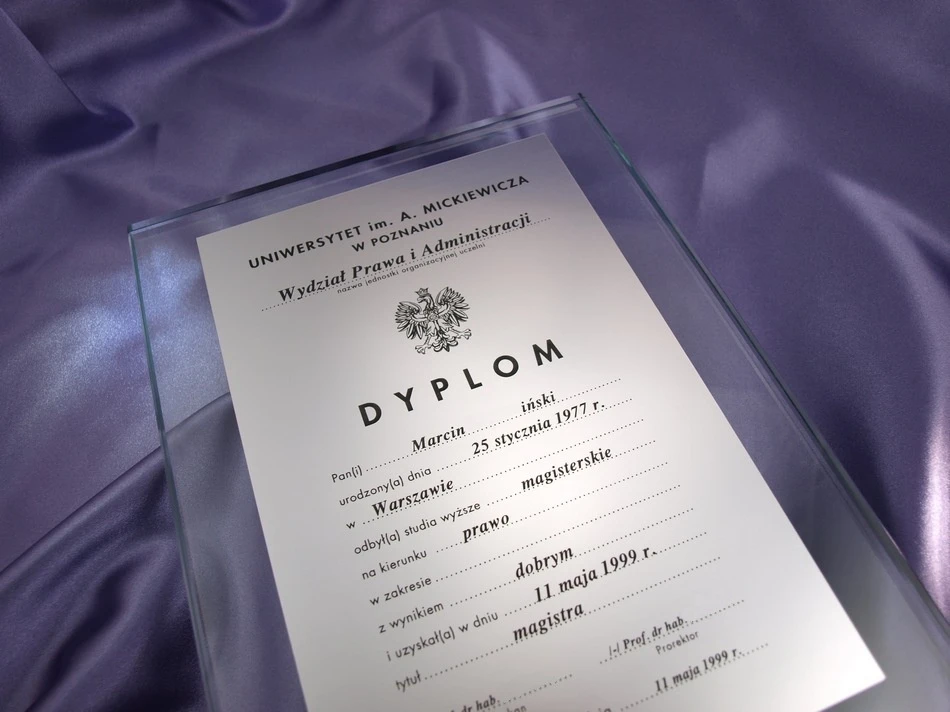 UNIWERSYTET im. A. MICKIEWICZA
W POZNANIU
Wydział Prawa i Administracji
nazwa jednostki organizacyjnej uczelni
DYPLOM
Pan(i) Marcin iński
urodzony(a) dnia 25 stycznia 1977 r.
w Warszawie
odbył(a) studia wyższe magisterskie
na kierunku prawo
w zakresie
z wynikiem dobrym
i uzyskał(a) w dniu 11 maja 1999 r.
tytuł magistra
/-/ Prof. dr hab.
Prorektor
dr hab.
11 maja 1999 r.